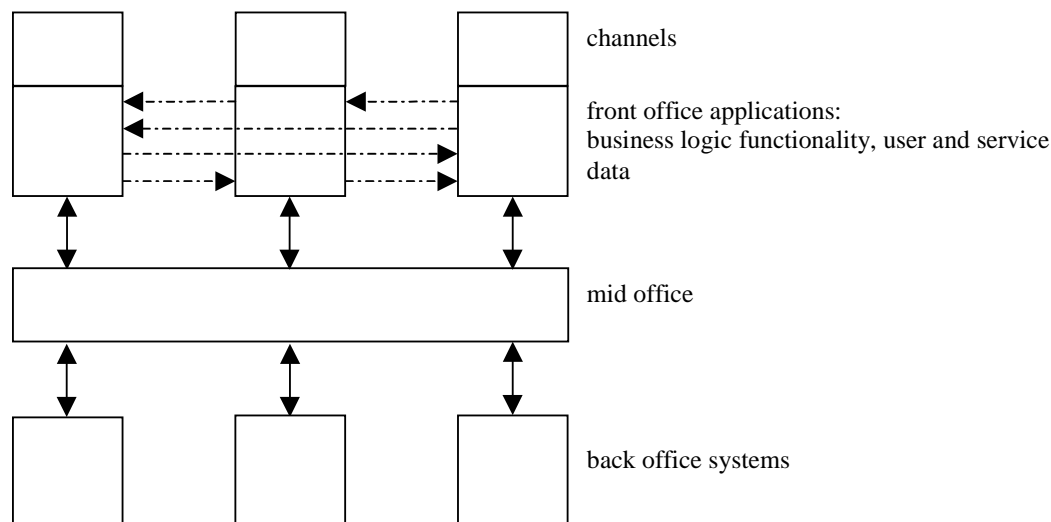 channels
front office applications:
business logic functionality, user and service
data
mid office
back office systems